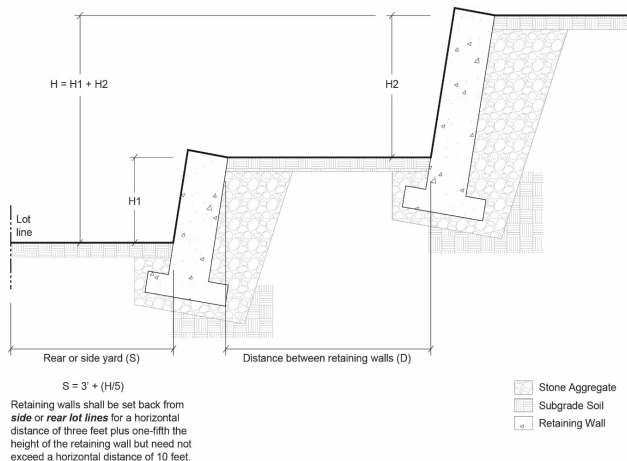 H = H1 + H2
H2
H1
Lot
line
Rear or side yard (S)
Distance between retaining walls (D)
S = 3' + (H/5)
Retaining walls shall be set back from
side or rear lot lines for a horizontal
distance of three feet plus one-fifth the
height of the retaining wall but need not
exceed a horizontal distance of 10 feet.
Stone Aggregate
Subgrade Soil
Retaining Wall